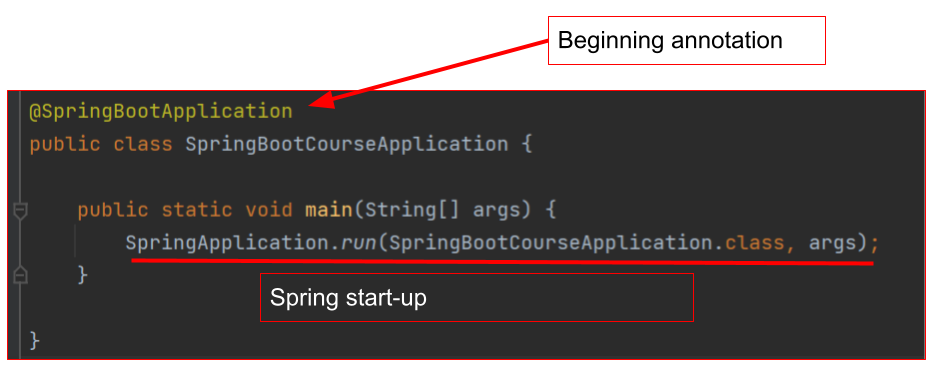 Beginning annotation
@SpringBootApplication
public class SpringBootCourseApplication {
public static void main(String[] args) {
SpringApplication.run(SpringBootCourseApplication.class, args);
}
Spring start-up
}